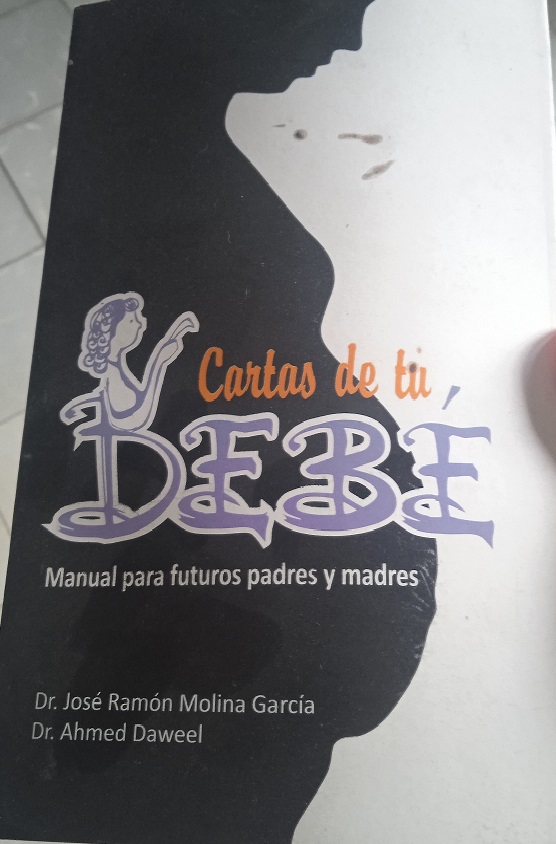 Cartas de tu
BEBÉ
Manual para futuros padres y madres
Dr. José Ramón Molina García
Dr. Ahmed Daweel